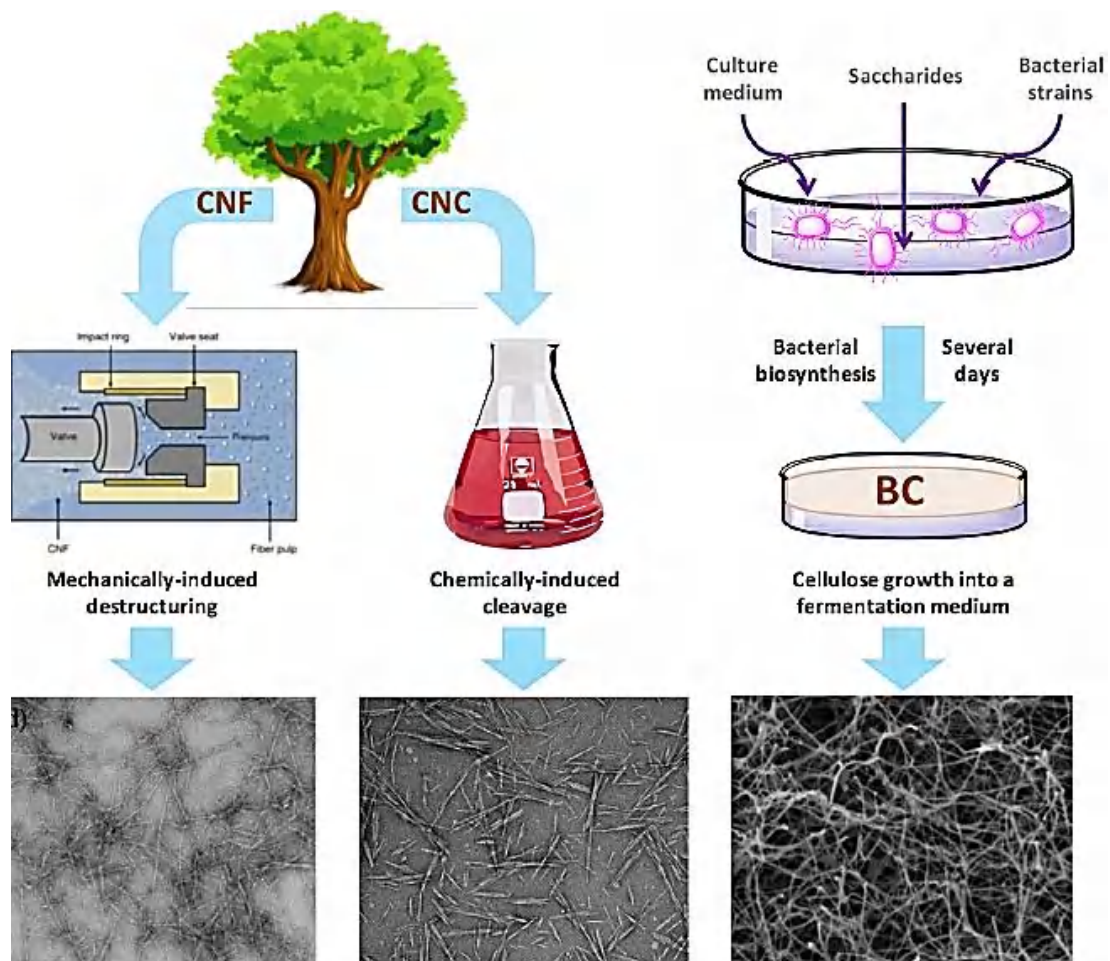 Culture
medium
Saccharides
Bacterial
strains
CNF
CNC
Impact ring
Valve seat
Valve
Pressure
CNF
Fiber pulp
Mechanically-induced
destructuring
Chemically-induced
cleavage
Bacterial
biosynthesis
Several
days
BC
Cellulose growth into a
fermentation medium